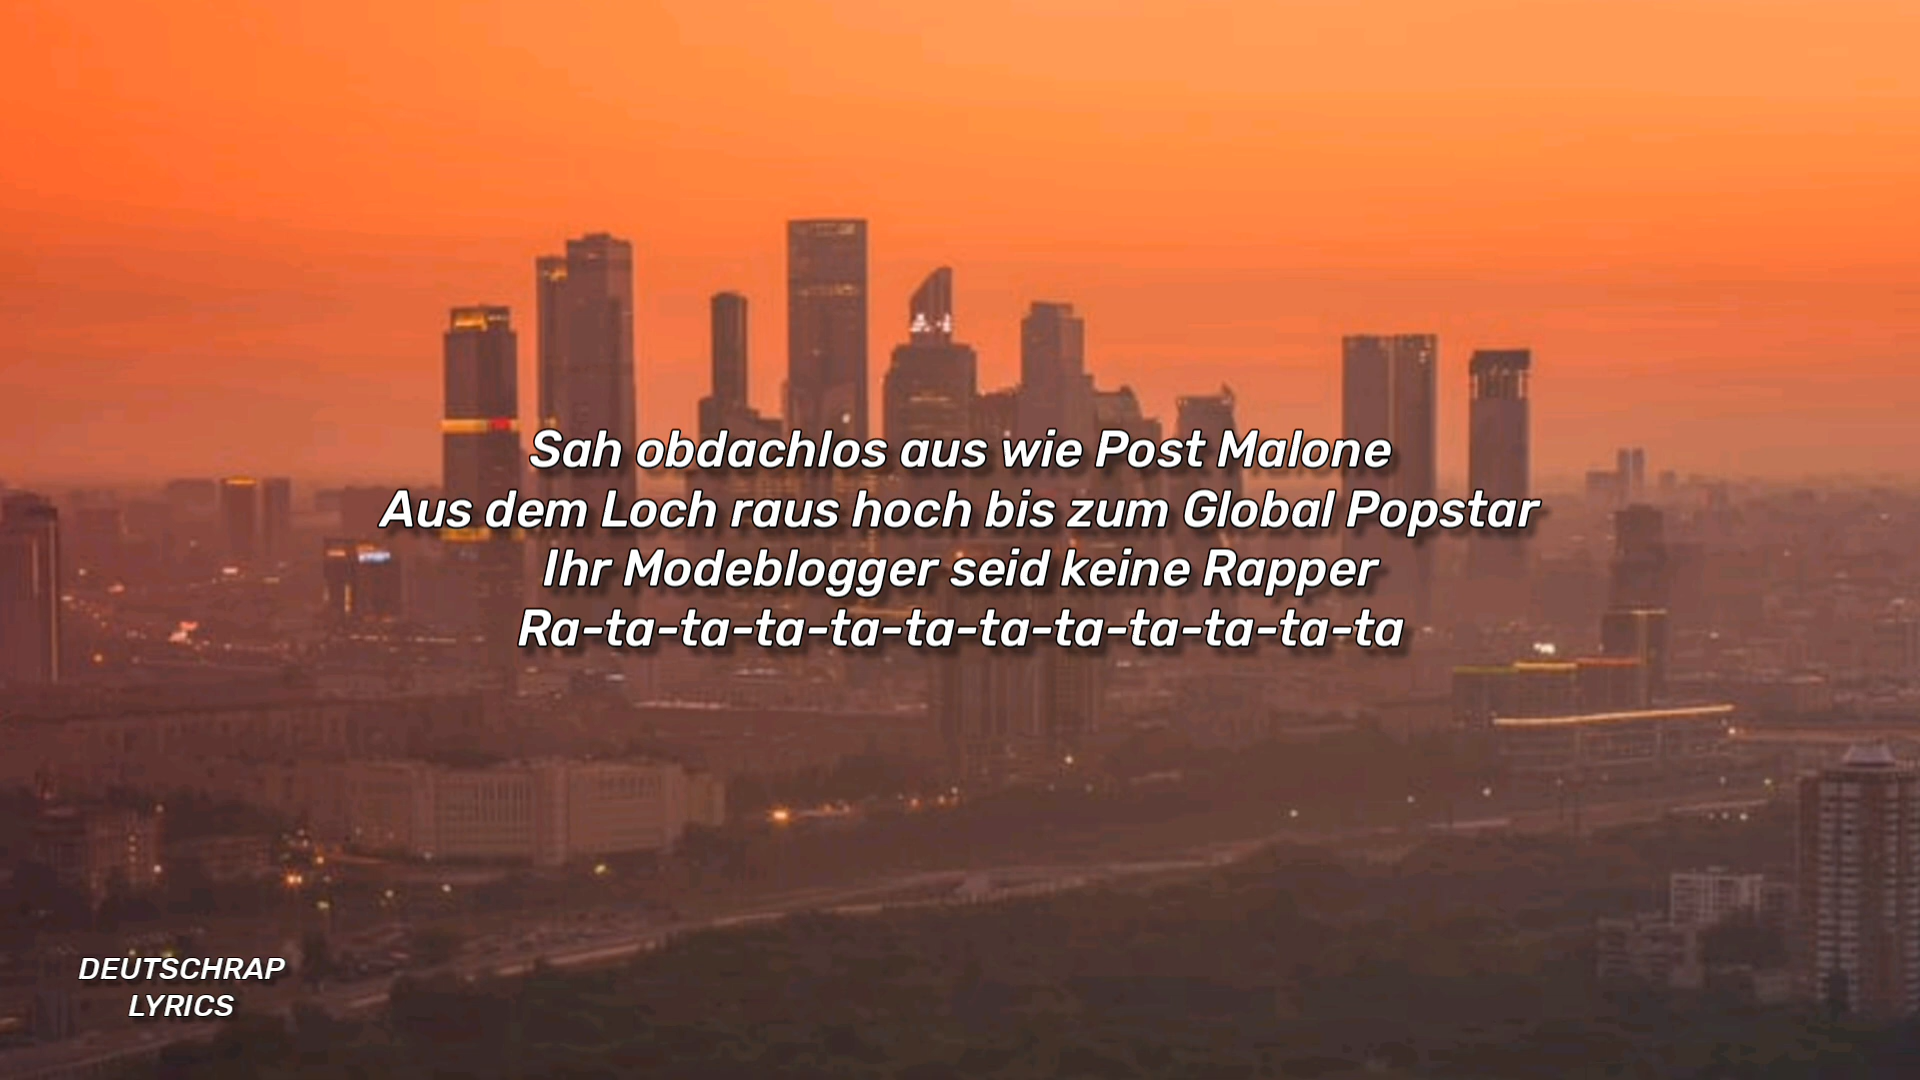 Sah obdachlos aus wie Post Malone
Aus dem Loch raus hoch bis zum Global Popstar
Ihr Modeblogger seid keine Rapper
Ra-ta-ta-ta-ta-ta-ta-ta-ta-ta-ta-ta
DEUTSCHRAP
LYRICS